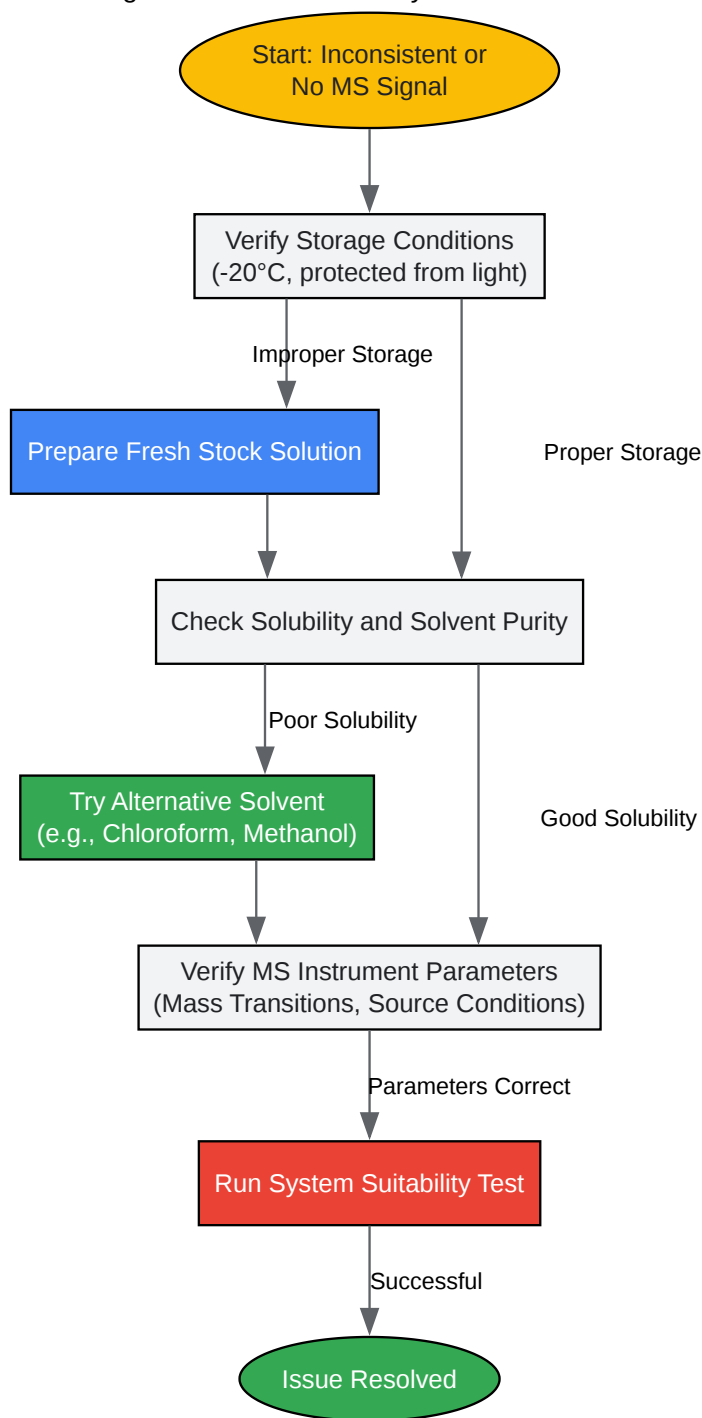 Start: Inconsistent or
No MS Signal
Verify Storage Conditions
(-20°C, protected from light)
Improper Storage
Prepare Fresh Stock Solution
Proper Storage
Check Solubility and Solvent Purity
Poor Solubility
Try Alternative Solvent
(e.g., Chloroform, Methanol)
Good Solubility
Verify MS Instrument Parameters
(Mass Transitions, Source Conditions)
Parameters Correct
Run System Suitability Test
Successful
Issue Resolved